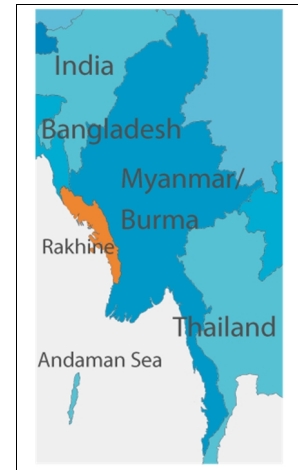 India
Bangladesh
Myanmar/
Burma
Rakhine
Thailand
Andaman Sea